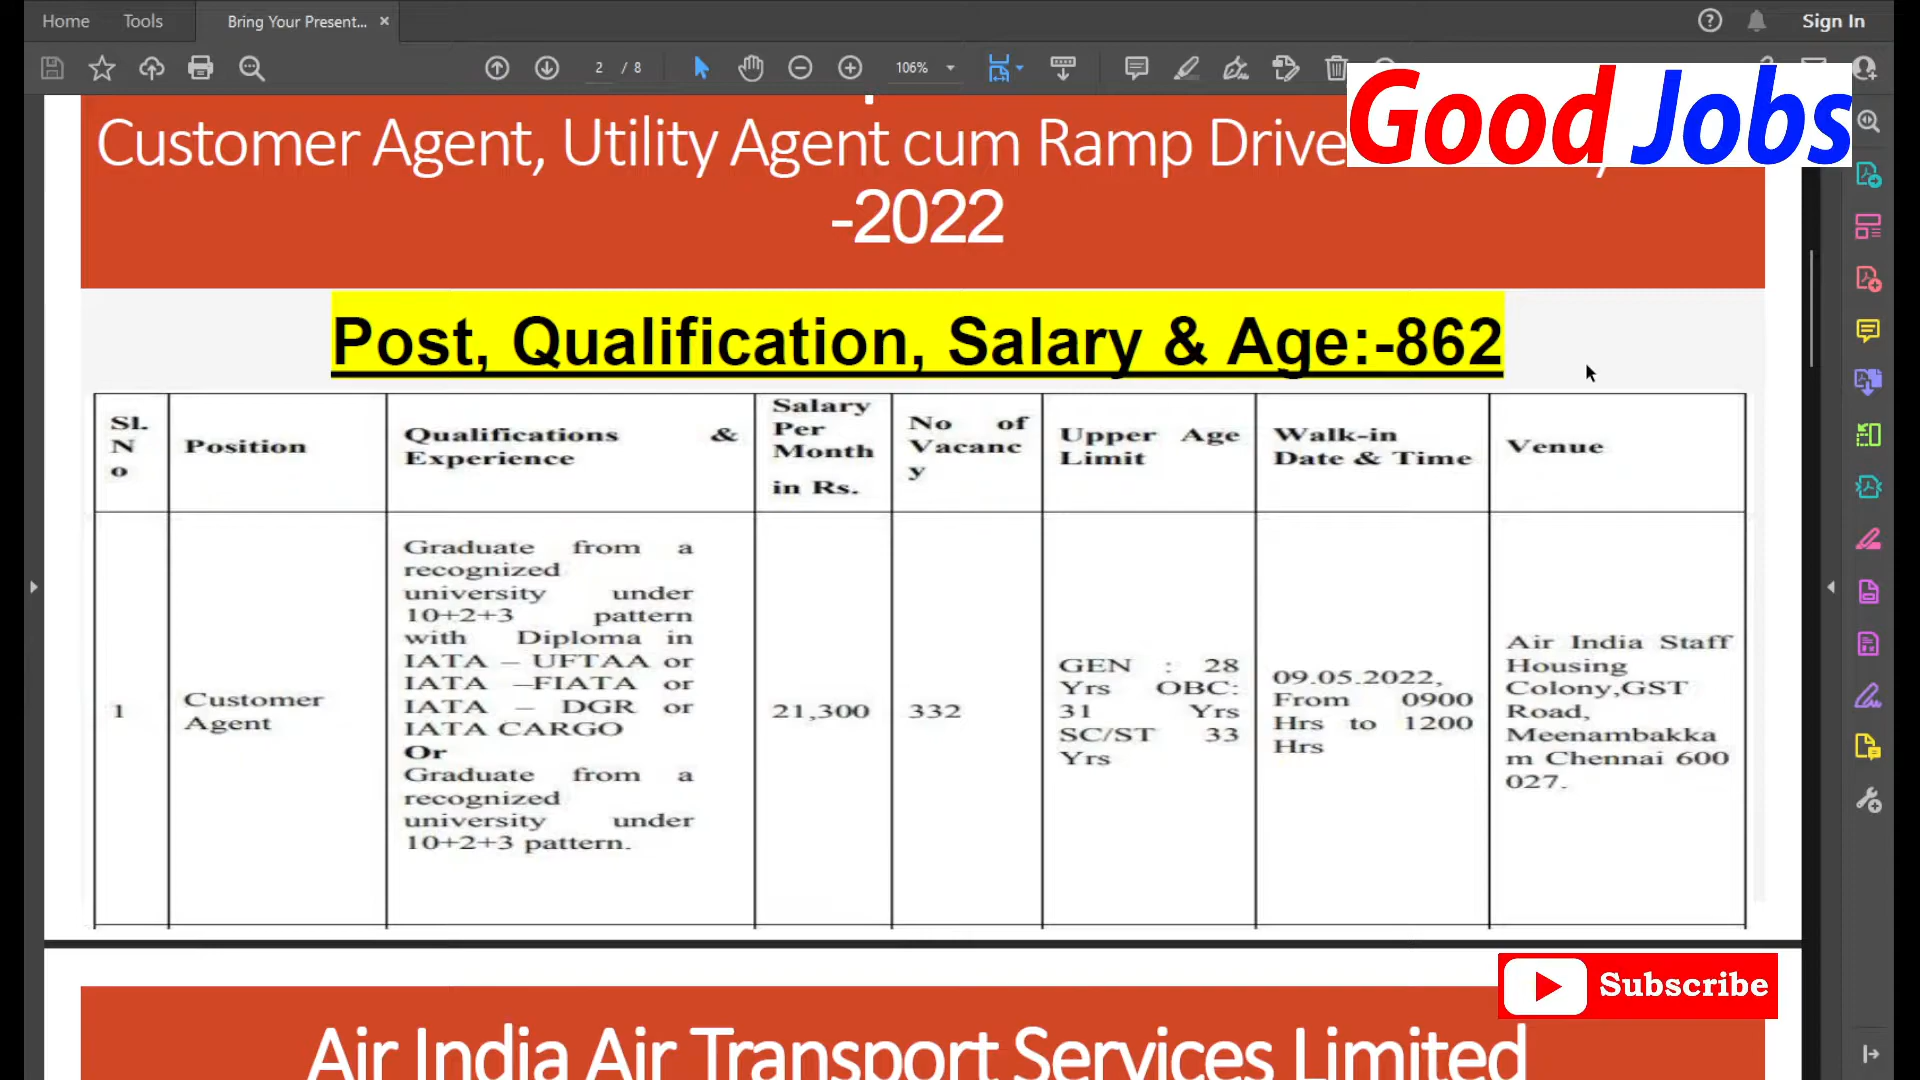 Home Tools Bring Your Present... × Sign In
2 / 8 106%
Good Jobs
Customer Agent, Utility Agent cum Ramp Drive
-2022
Post, Qualification, Salary & Age:-862
Sl.
N
o
Position
Qualifications &
Experience
Salary
Per
Month
in Rs.
No of
Vacanc
y
Upper Age
Limit
Walk-in
Date & Time
Venue
1
Customer
Agent
Graduate from a
recognized
university under
10+2+3 pattern
with Diploma in
IATA – UFTAA or
IATA –FIATA or
IATA – DGR or
IATA CARGO
Or
Graduate from a
recognized
university under
10+2+3 pattern.
21,300
332
GEN : 28
Yrs OBC:
31 Yrs
SC/ST 33
Yrs
09.05.2022,
From 0900
Hrs to 1200
Hrs
Air India Staff
Housing
Colony,GST
Road,
Meenambakka
m Chennai 600
027.
Subscribe
Air India Air Transport Services Limited